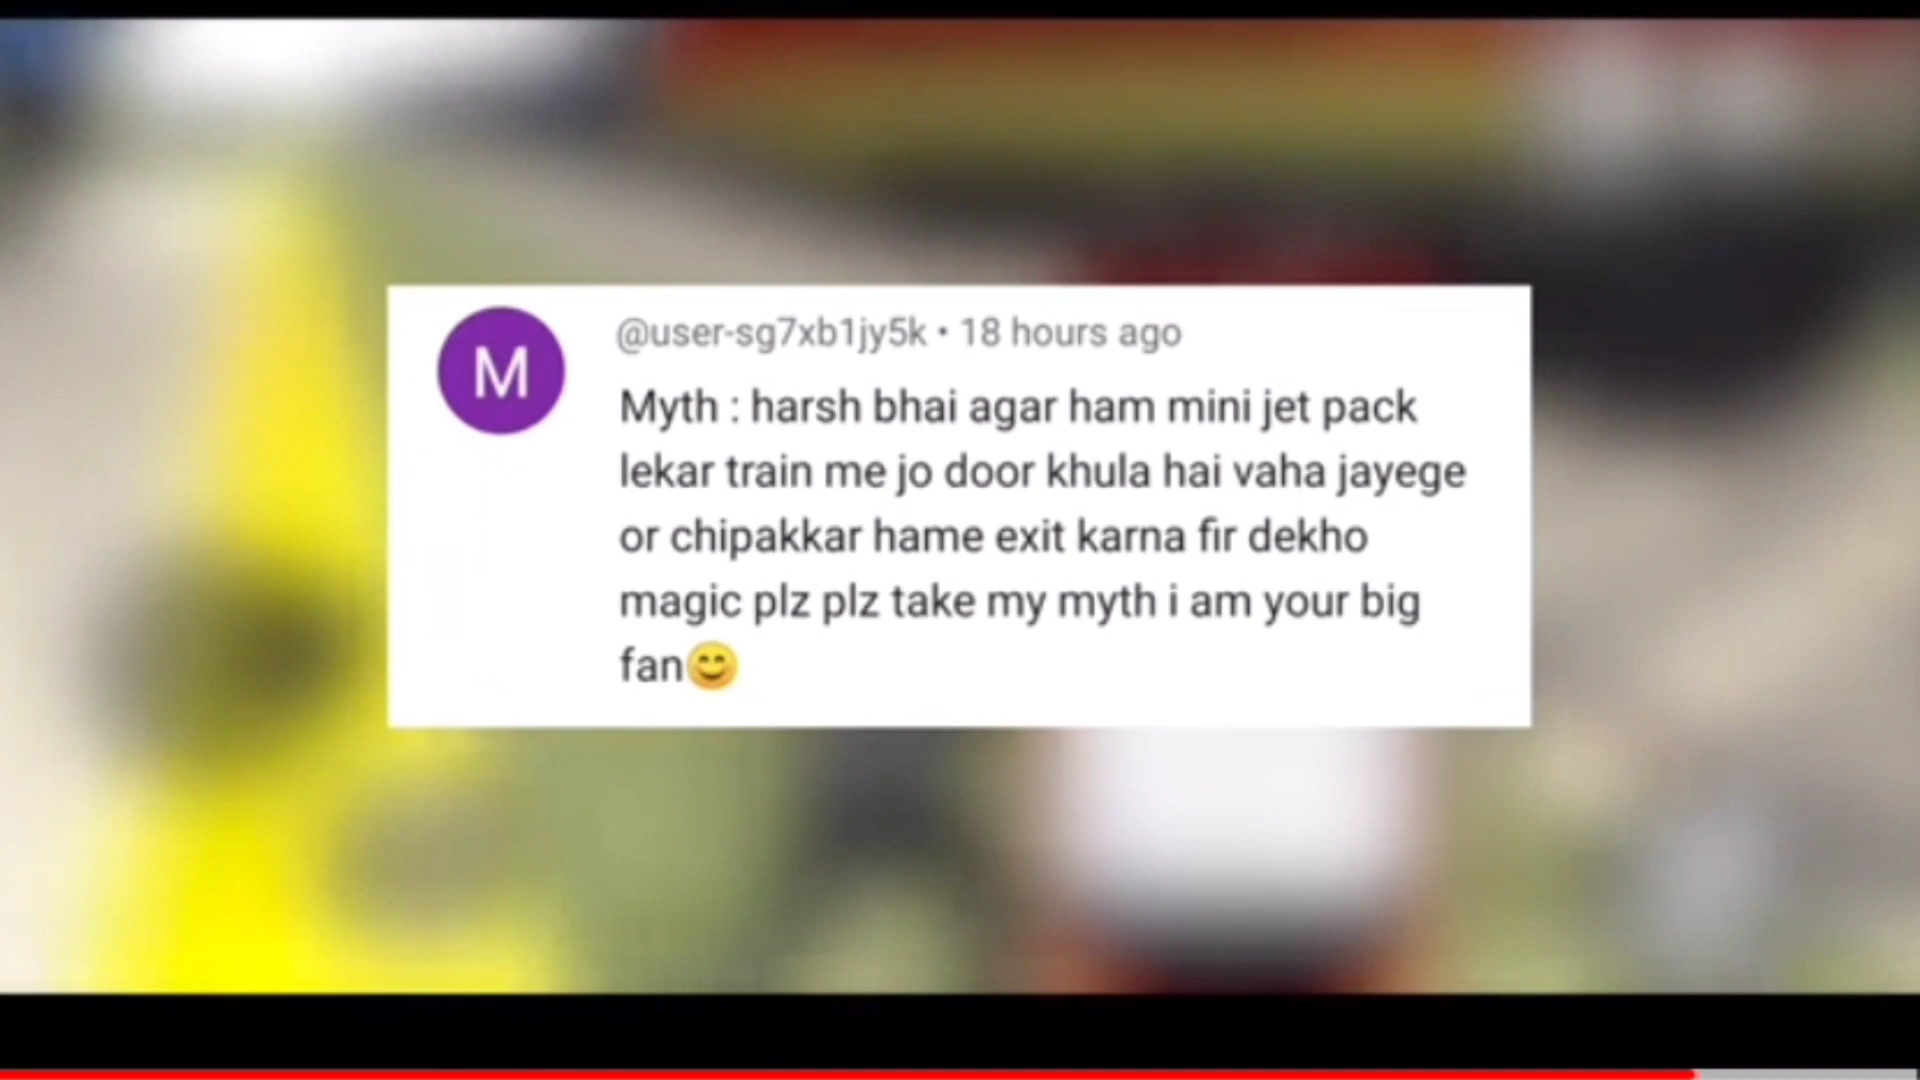 M
@user-sg7xb1jy5k • 18 hours ago
Myth : harsh bhai agar ham mini jet pack
lekar train me jo door khula hai vaha jayege
or chipakkar hame exit karna fir dekho
magic plz plz take my myth i am your big
fan😊